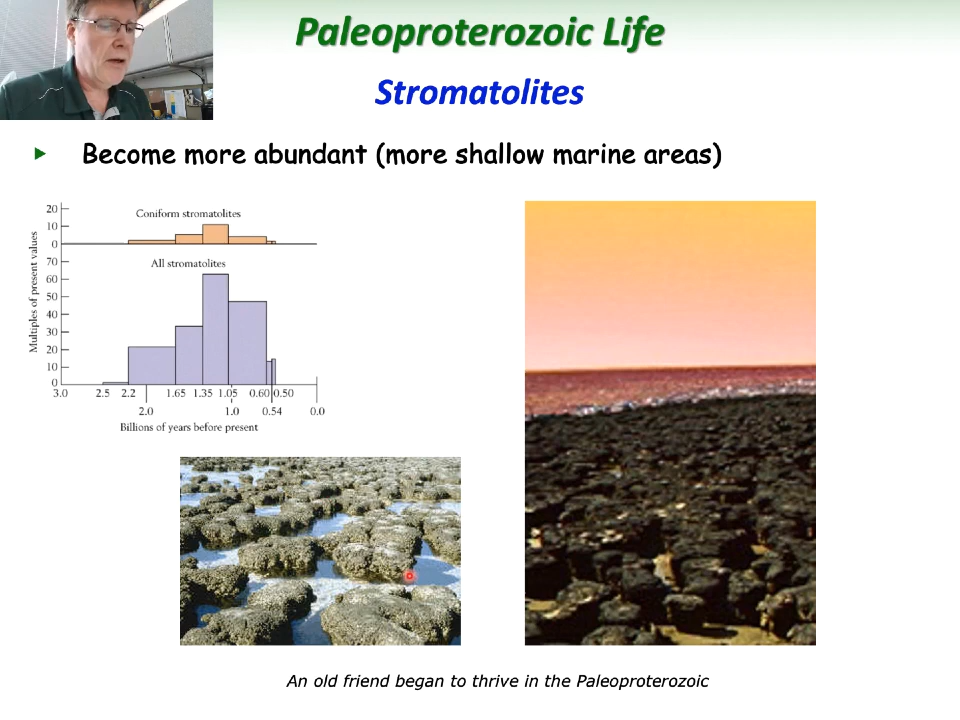 Paleoproterozoic Life
Stromatolites
Become more abundant (more shallow marine areas)
Multiples of present values
Coniform stromatolites
20
10
0
All stromatolites
70
60
50
40
30
20
10
0
3.0 2.5 2.2 1.65 1.35 1.05 0.60 0.50
2.0 1.0 0.54 0.0
Billions of years before present
An old friend began to thrive in the Paleoproterozoic